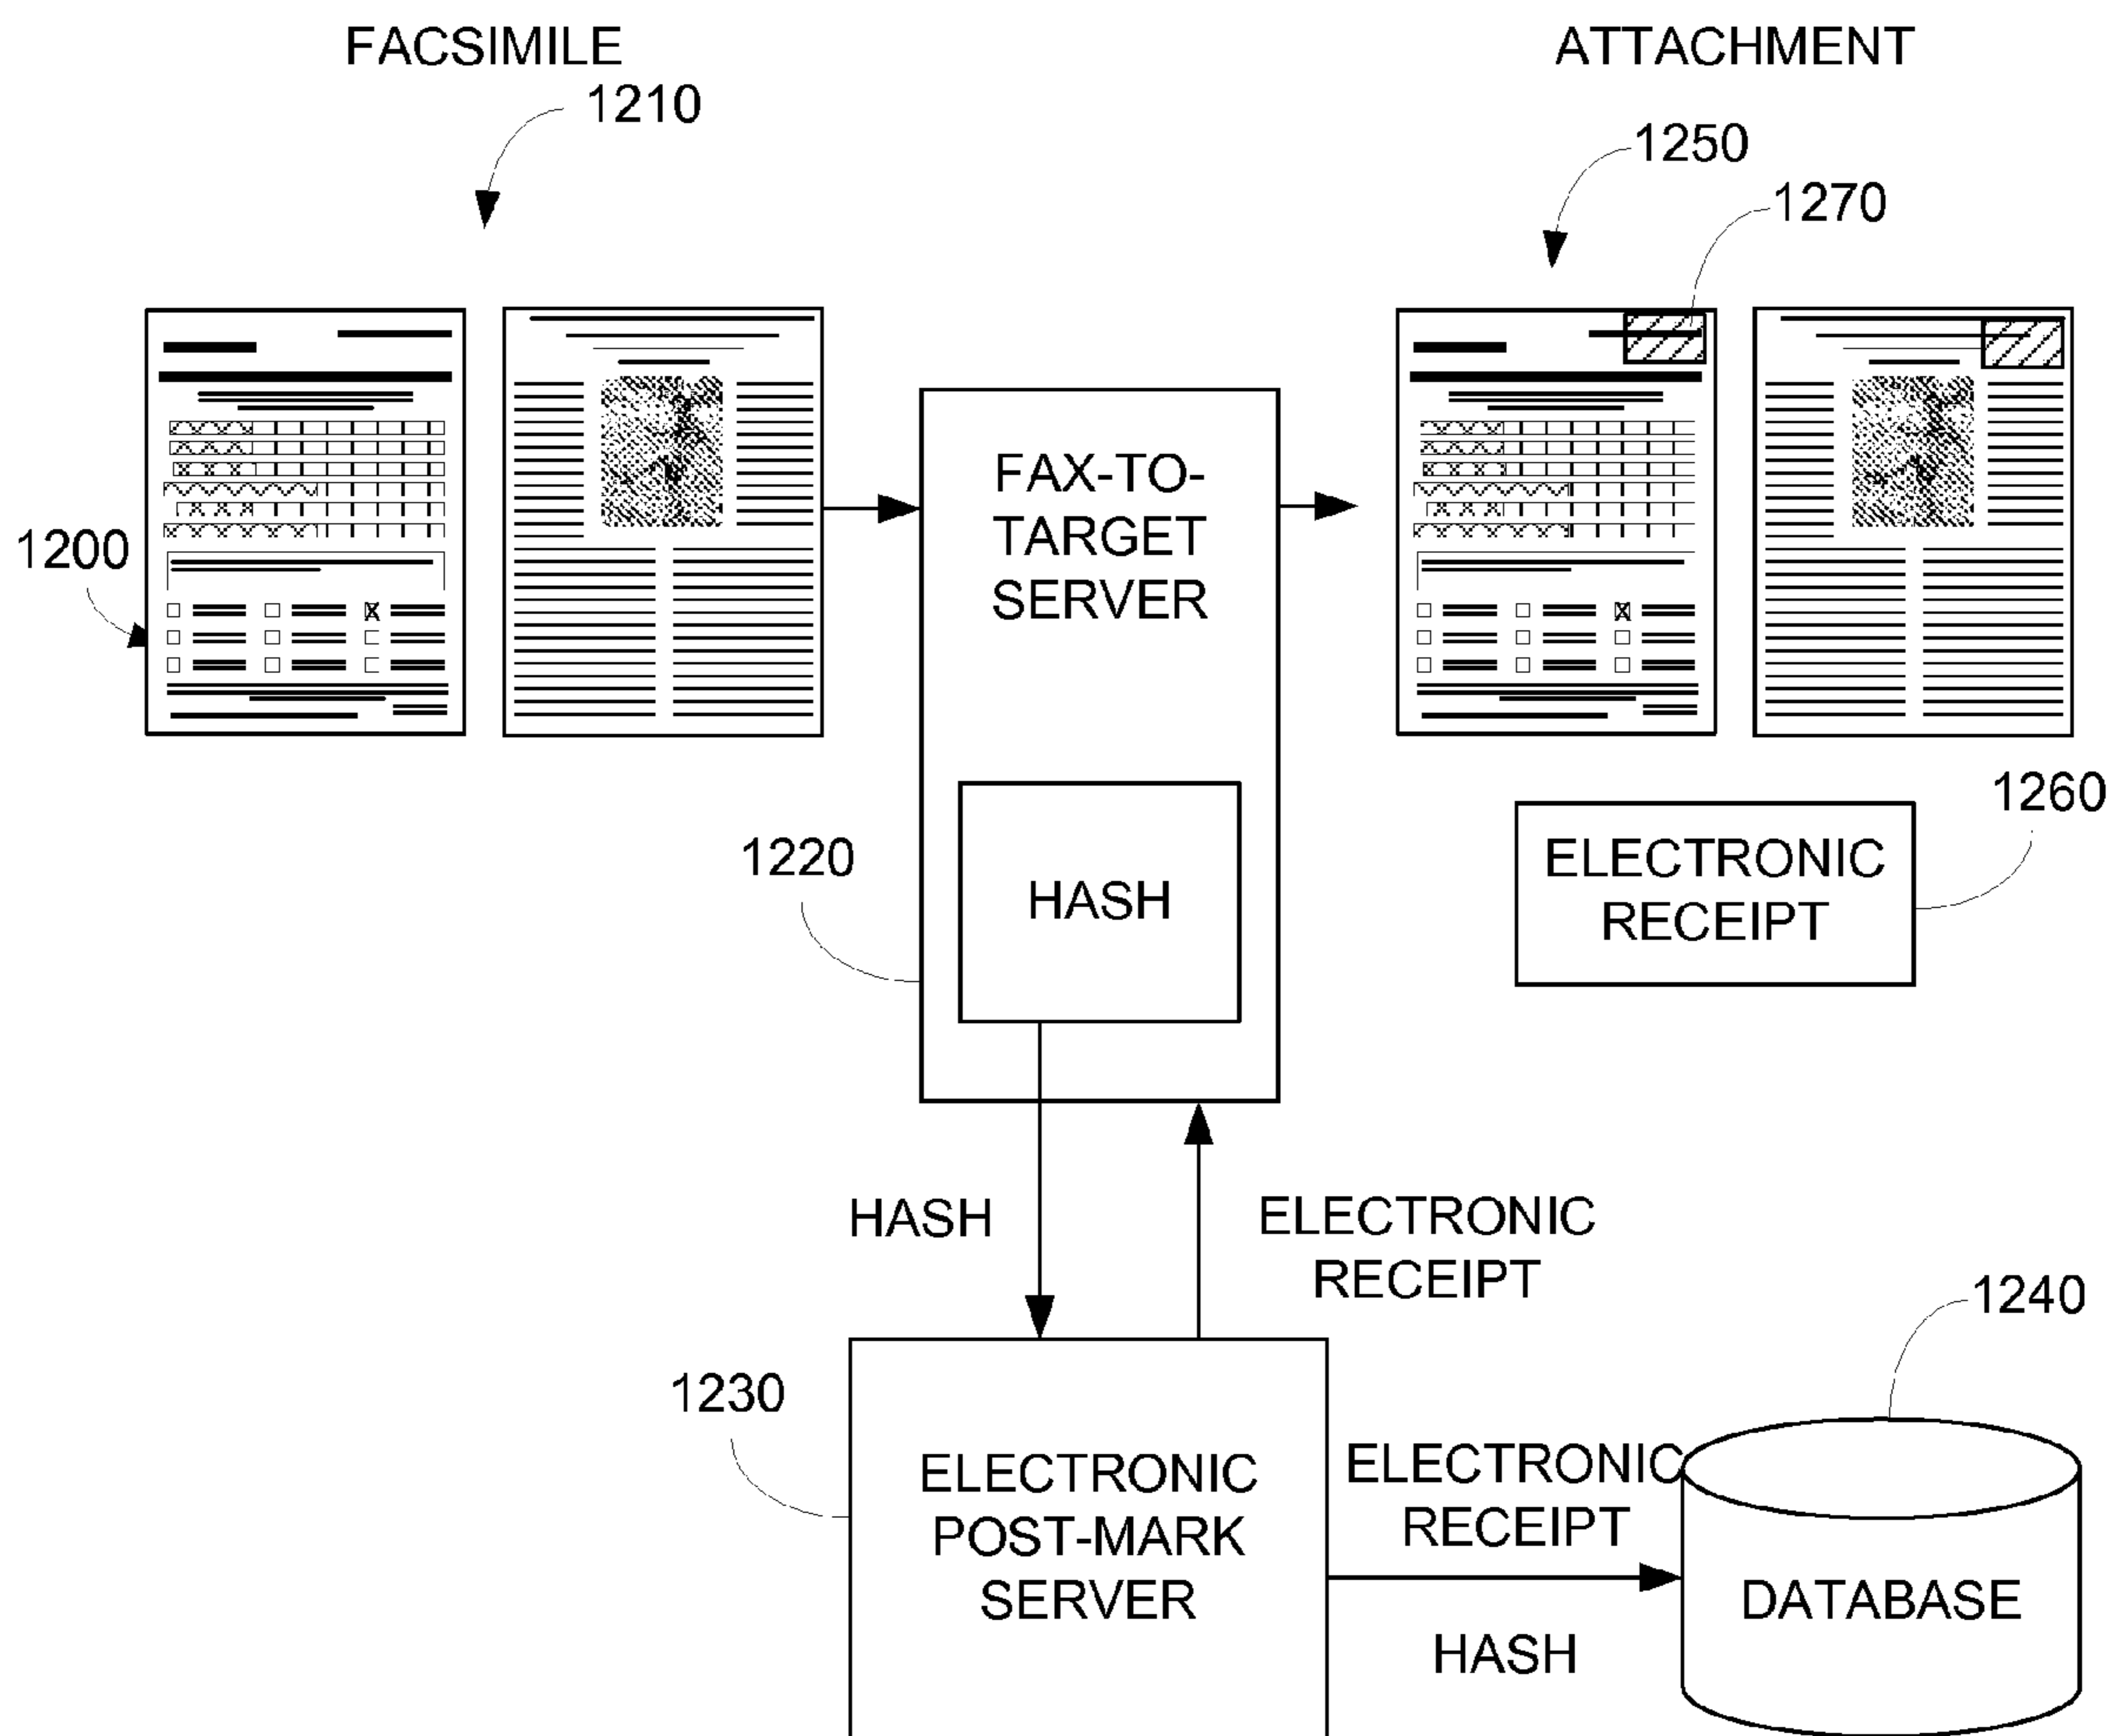 FACSIMILE
1210
ATTACHMENT
1250
1270
1200
FAX-TO-
TARGET
SERVER
HASH
1220
1260
ELECTRONIC
RECEIPT
HASH
ELECTRONIC
RECEIPT
1240
1230
ELECTRONIC
POST-MARK
SERVER
ELECTRONIC
RECEIPT
HASH
DATABASE